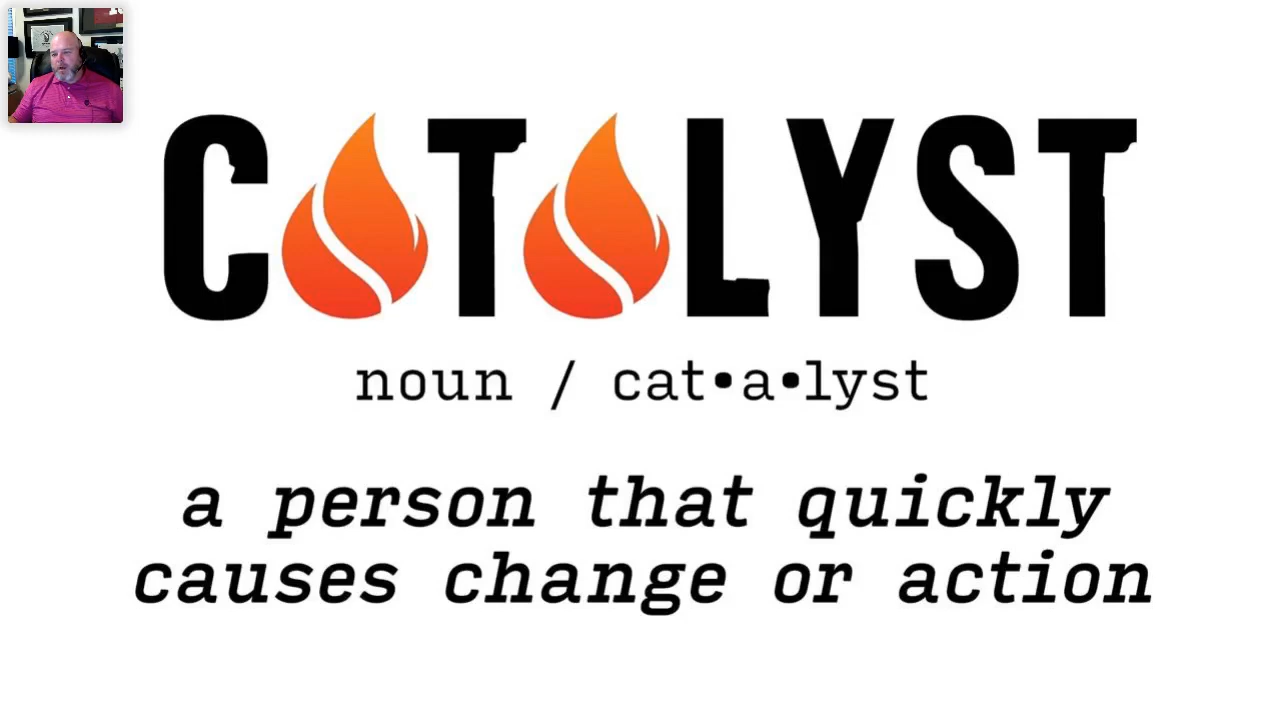 CATALYST
noun / cat•a•lyst
a person that quickly
causes change or action